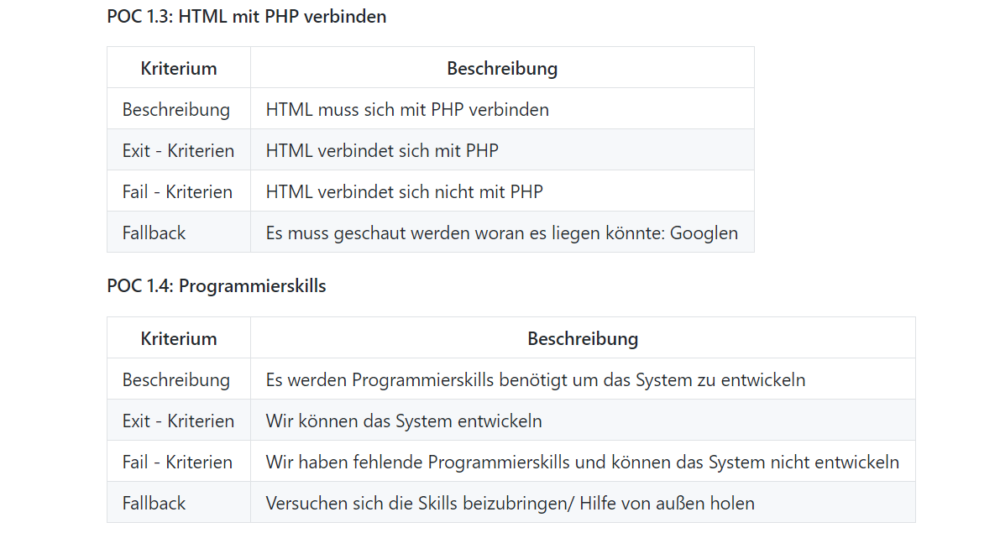 POC 1.3: HTML mit PHP verbinden
Kriterium Beschreibung
Beschreibung HTML muss sich mit PHP verbinden
Exit - Kriterien HTML verbindet sich mit PHP
Fail - Kriterien HTML verbindet sich nicht mit PHP
Fallback Es muss geschaut werden woran es liegen könnte: Googlen
POC 1.4: Programmierskills
Kriterium Beschreibung
Beschreibung Es werden Programmierskills benötigt um das System zu entwickeln
Exit - Kriterien Wir können das System entwickeln
Fail - Kriterien Wir haben fehlende Programmierskills und können das System nicht entwickeln
Fallback Versuchen sich die Skills beizubringen/ Hilfe von außen holen